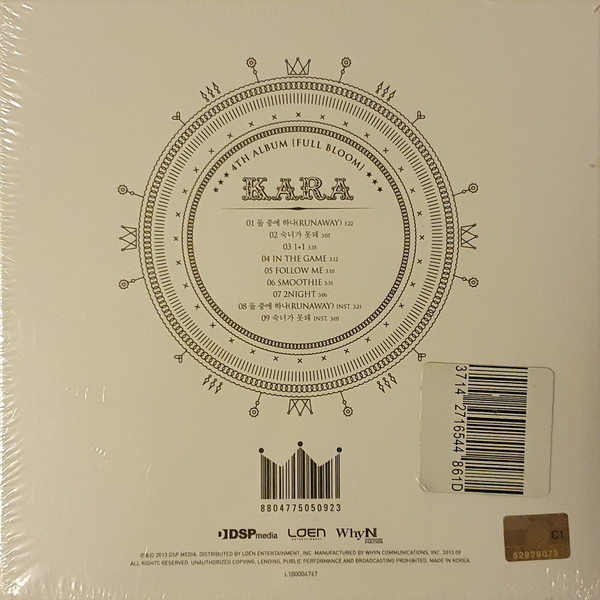 4TH ALBUM [FULL BLOOM]
KARA
01 둘 중에 하나(RUNAWAY) 3:22
02 숙녀가 못돼 3:05
03 1+1 3:33
04 IN THE GAME 3:12
05 FOLLOW ME 3:10
06 SMOOTHIE 3:35
07 2NIGHT 3:06
08 둘 중에 하나(RUNAWAY) INST. 3:21
09 숙녀가 못돼 INST. 3:05
3714 2716544 861D
8804775050923
DSPmedia LOEN ENTERTAINMENT WhyN
C1
82929075
℗&© 2013 DSP MEDIA. DISTRIBUTED BY LOEN ENTERTAINMENT, INC. MANUFACTURED BY WHYN COMMUNICATIONS, INC. 2013.09
ALL RIGHTS RESERVED. UNAUTHORIZED COPYING, LENDING, PUBLIC PERFORMANCE AND BROADCASTING PROHIBITED. MADE IN KOREA.
L100004767